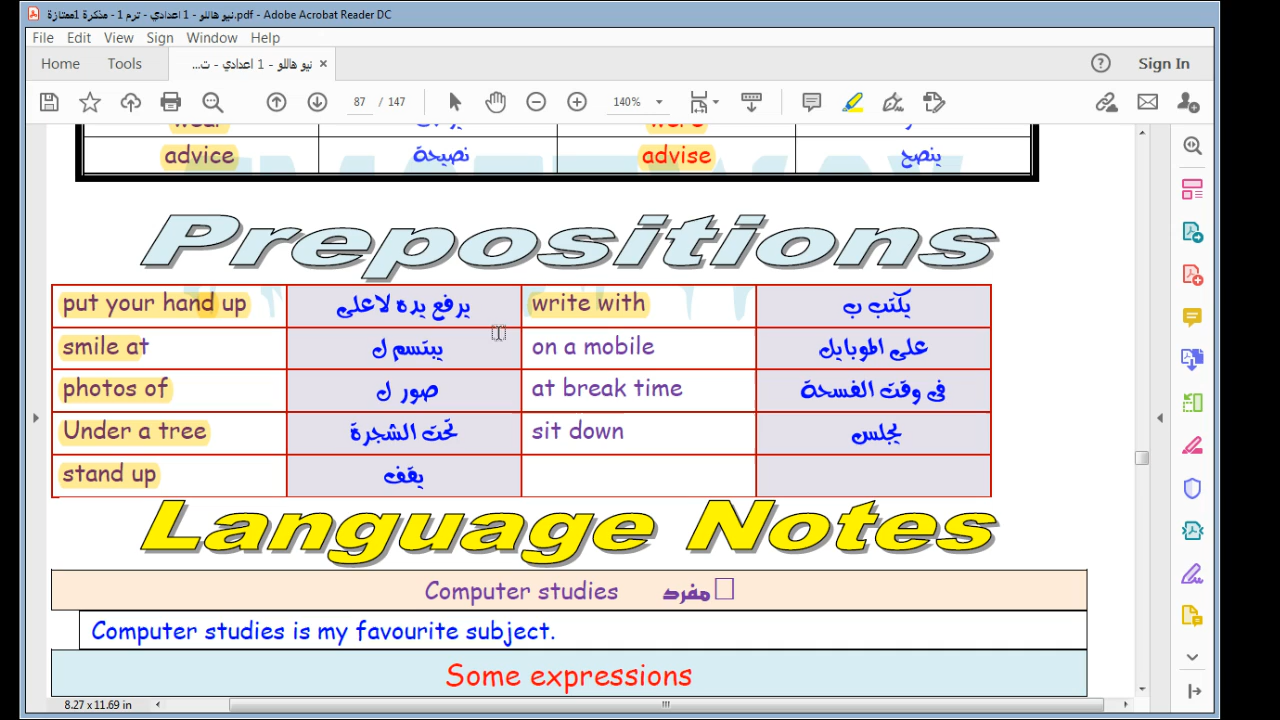 نيو هاللو - 1 اعدادي - ترم 1 - مذكرة 1ممتازة.pdf - Adobe Acrobat Reader DC
File Edit View Sign Window Help
Home Tools نيو هاللو - 1 اعدادي - ت... × ? Sign In
87 / 147 140%
wear
advice نصيحة advise ينصح
Prepositions
put your hand up يرفع يده لاعلى write with يكتب ب
smile at يبتسم ل on a mobile على الموبايل
photos of صور ل at break time فى وقت الفسحة
Under a tree تحت الشجرة sit down يجلس
stand up يقف
Language Notes
Computer studies مفرد
Computer studies is my favourite subject.
Some expressions
8.27 x 11.69 in